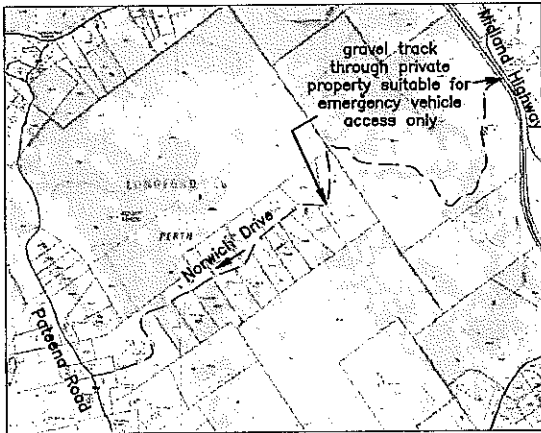 gravel track
through private
property suitable for
emergency vehicle
access only
Midland Highway
LONGFORD
PERTH
Norwich Drive
Pateena Road